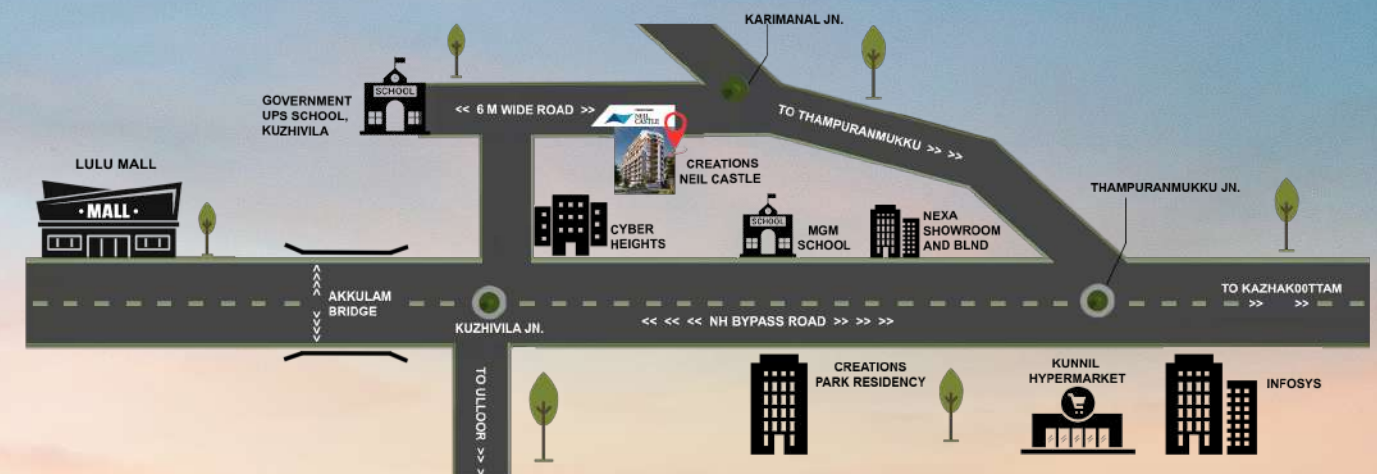 KARIMANAL JN.
SCHOOL
GOVERNMENT
UPS SCHOOL,
KUZHIVILA
<< 6 M WIDE ROAD >>
NEIL
CASTLE
TO THAMPURANMUKKU >> >>
CREATIONS
NEIL CASTLE
LULU MALL
• MALL •
THAMPURANMUKKU JN.
CYBER
HEIGHTS
SCHOOL
MGM
SCHOOL
NEXA
SHOWROOM
AND BLND
AKKULAM
BRIDGE
KUZHIVILA JN.
<< << << NH BYPASS ROAD >> >> >>
TO KAZHAK00TTAM
>> >>
TO ULLOOR >> >
CREATIONS
PARK RESIDENCY
KUNNIL
HYPERMARKET
INFOSYS